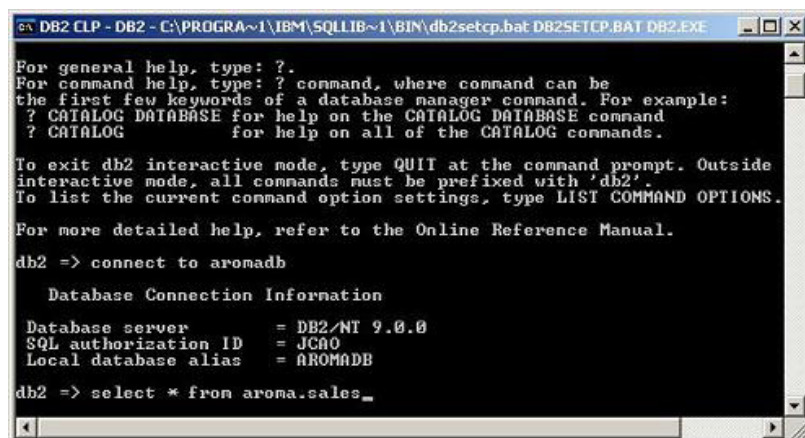 DB2 CLP - DB2 - C:\PROGRA~1\IBM\SQLLIB~1\BIN\db2setcp.bat DB2SETCP.BAT DB2.EXE
For general help, type: ?.
For command help, type: ? command, where command can be
the first few keywords of a database manager command. For example:
? CATALOG DATABASE for help on the CATALOG DATABASE command
? CATALOG for help on all of the CATALOG commands.
To exit db2 interactive mode, type QUIT at the command prompt. Outside
interactive mode, all commands must be prefixed with 'db2'.
To list the current command option settings, type LIST COMMAND OPTIONS.
For more detailed help, refer to the Online Reference Manual.
db2 => connect to aromadb
Database Connection Information
Database server = DB2/NT 9.0.0
SQL authorization ID = JCAO
Local database alias = AROMADB
db2 => select * from aroma.sales_